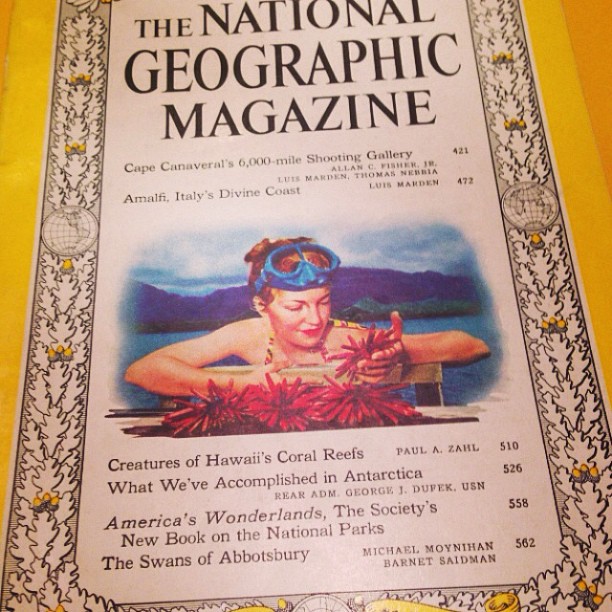 THE NATIONAL
GEOGRAPHIC
MAGAZINE
Cape Canaveral's 6,000-mile Shooting Gallery 421
ALLAN C. FISHER, JR.
LUIS MARDEN, THOMAS NEBBIA
Amalfi, Italy's Divine Coast LUIS MARDEN 472
Creatures of Hawaii's Coral Reefs PAUL A. ZAHL 510
What We've Accomplished in Antarctica 526
REAR ADM. GEORGE J. DUFEK, USN
America's Wonderlands, The Society's 558
New Book on the National Parks
The Swans of Abbotsbury MICHAEL MOYNIHAN 562
BARNET SAIDMAN